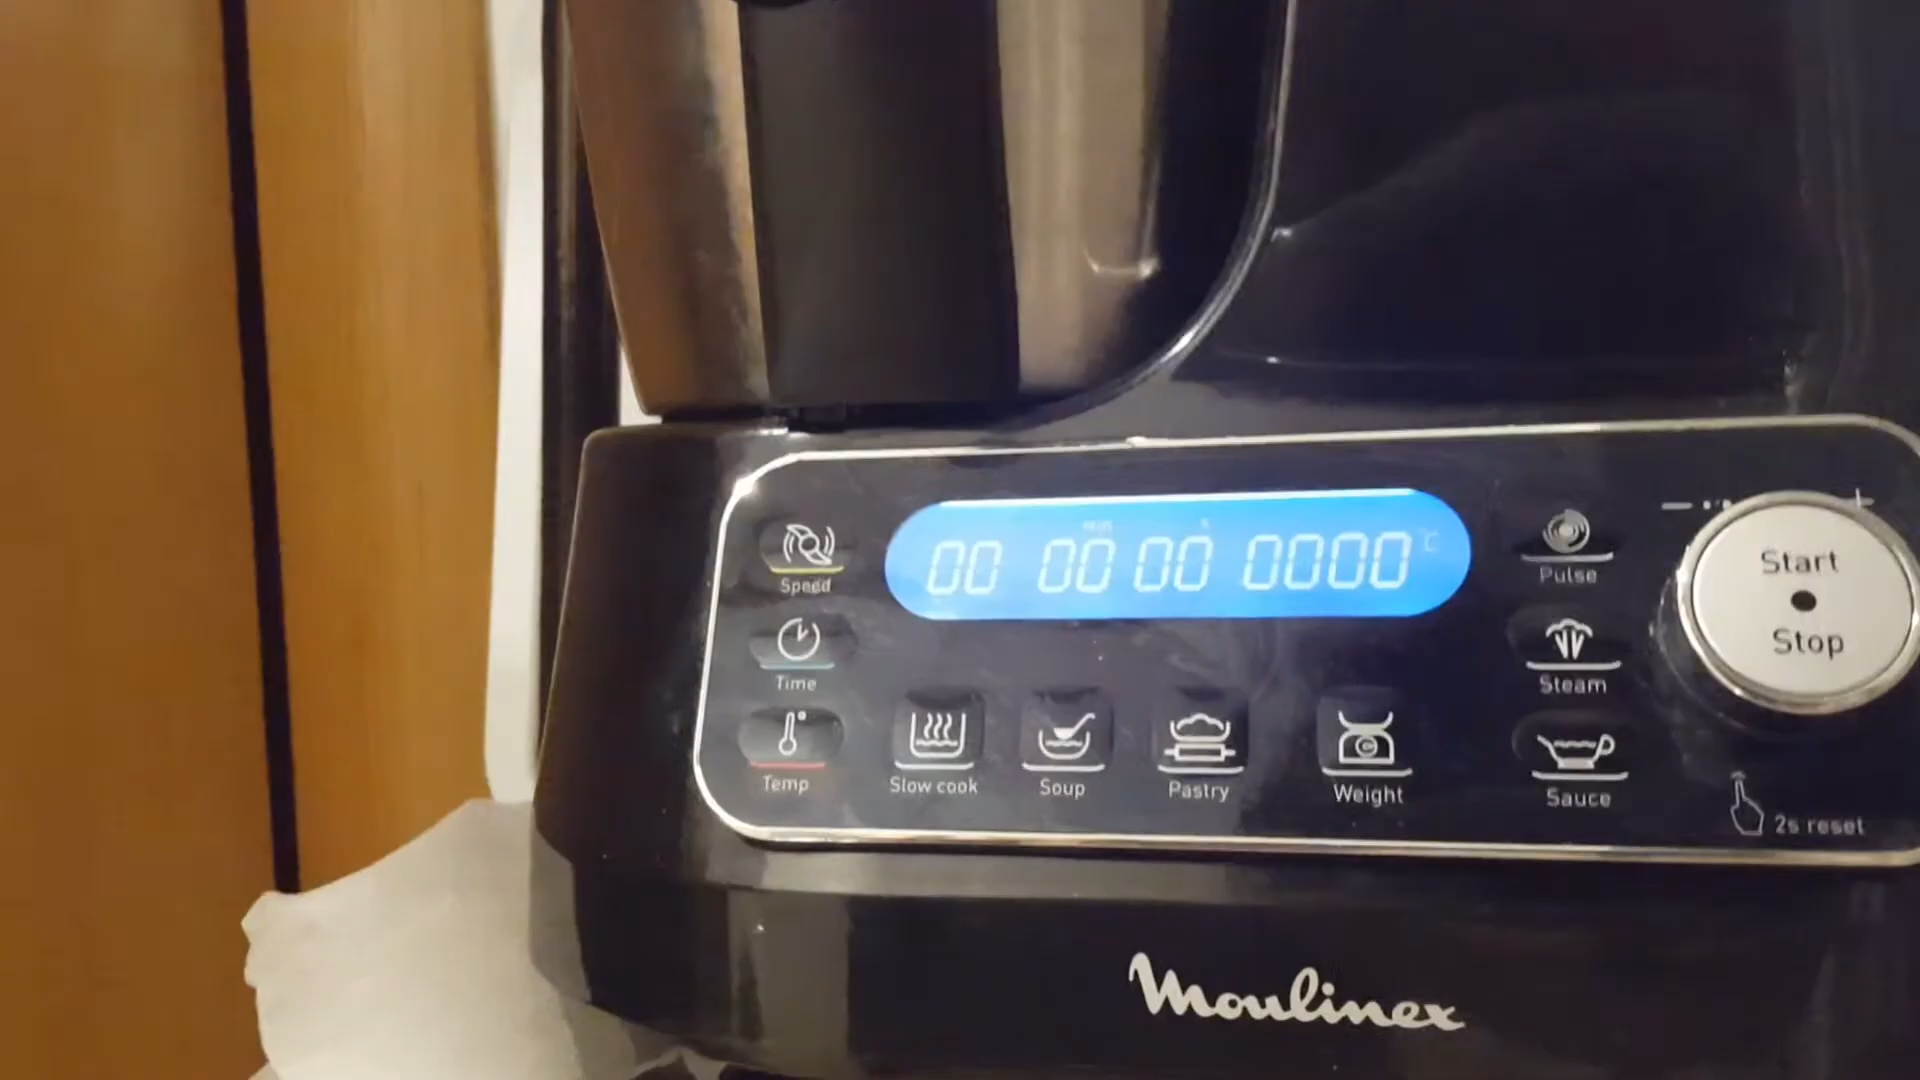 min s
00 00 00 0000 °C
Speed
Time
Temp
Slow cook
Soup
Pastry
Weight
Pulse
Steam
Sauce
− +
Start
Stop
2s reset
Moulinex